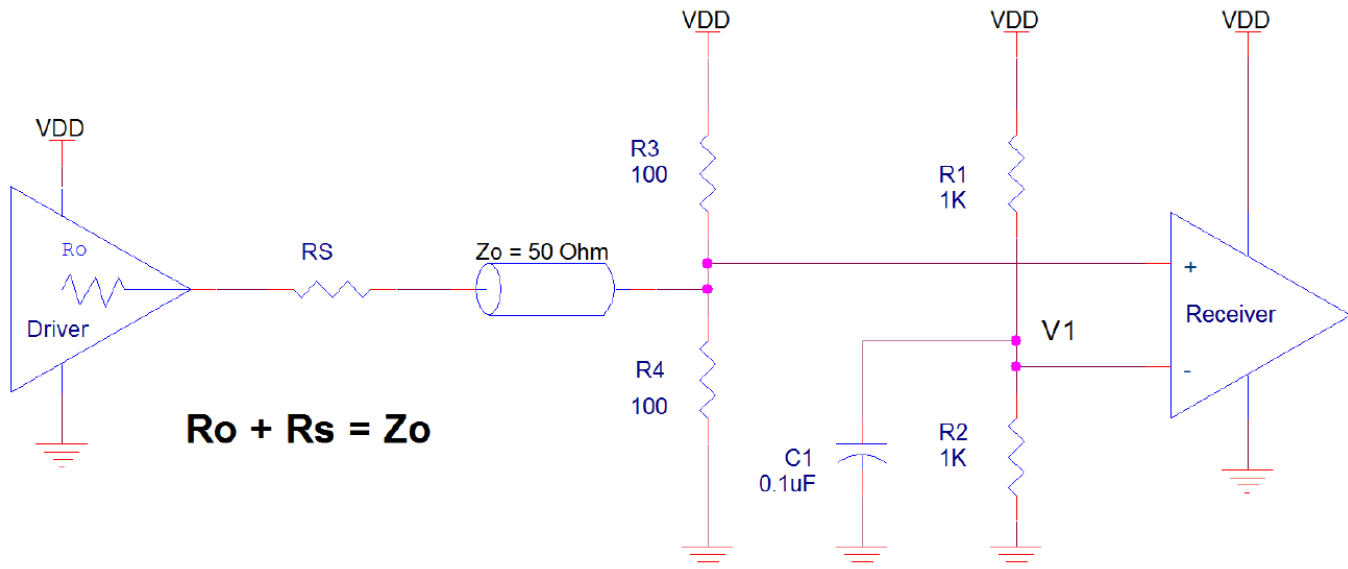 VDD
VDD
VDD
VDD
R3
100
R1
1K
Ro
RS
Zo = 50 Ohm
+
Driver
Receiver
V1
R4
100
-
Ro + Rs = Zo
C1
0.1uF
R2
1K